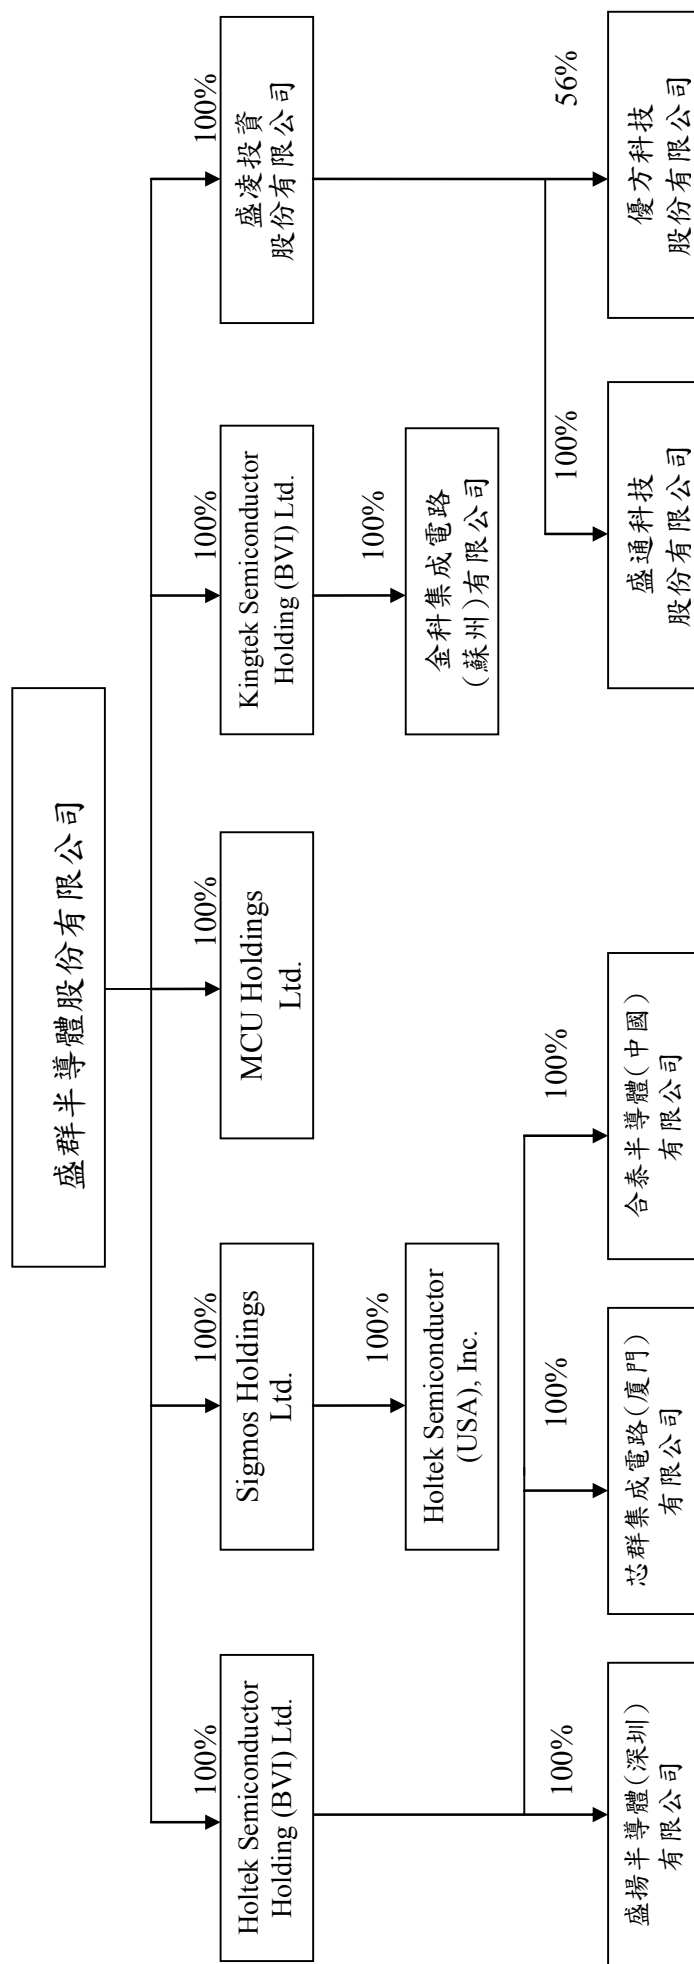 盛群半導體股份有限公司
100%
Holtek Semiconductor
Holding (BVI) Ltd.
100%
Sigmos Holdings
Ltd.
100%
MCU Holdings
Ltd.
100%
Kingtek Semiconductor
Holding (BVI) Ltd.
100%
盛凌投資
股份有限公司
100%
Holtek Semiconductor
(USA), Inc.
100%
金科集成電路
(蘇州)有限公司
100%
盛揚半導體(深圳)
有限公司
100%
芯群集成電路(廈門)
有限公司
100%
合泰半導體(中國)
有限公司
100%
盛通科技
股份有限公司
56%
優方科技
股份有限公司